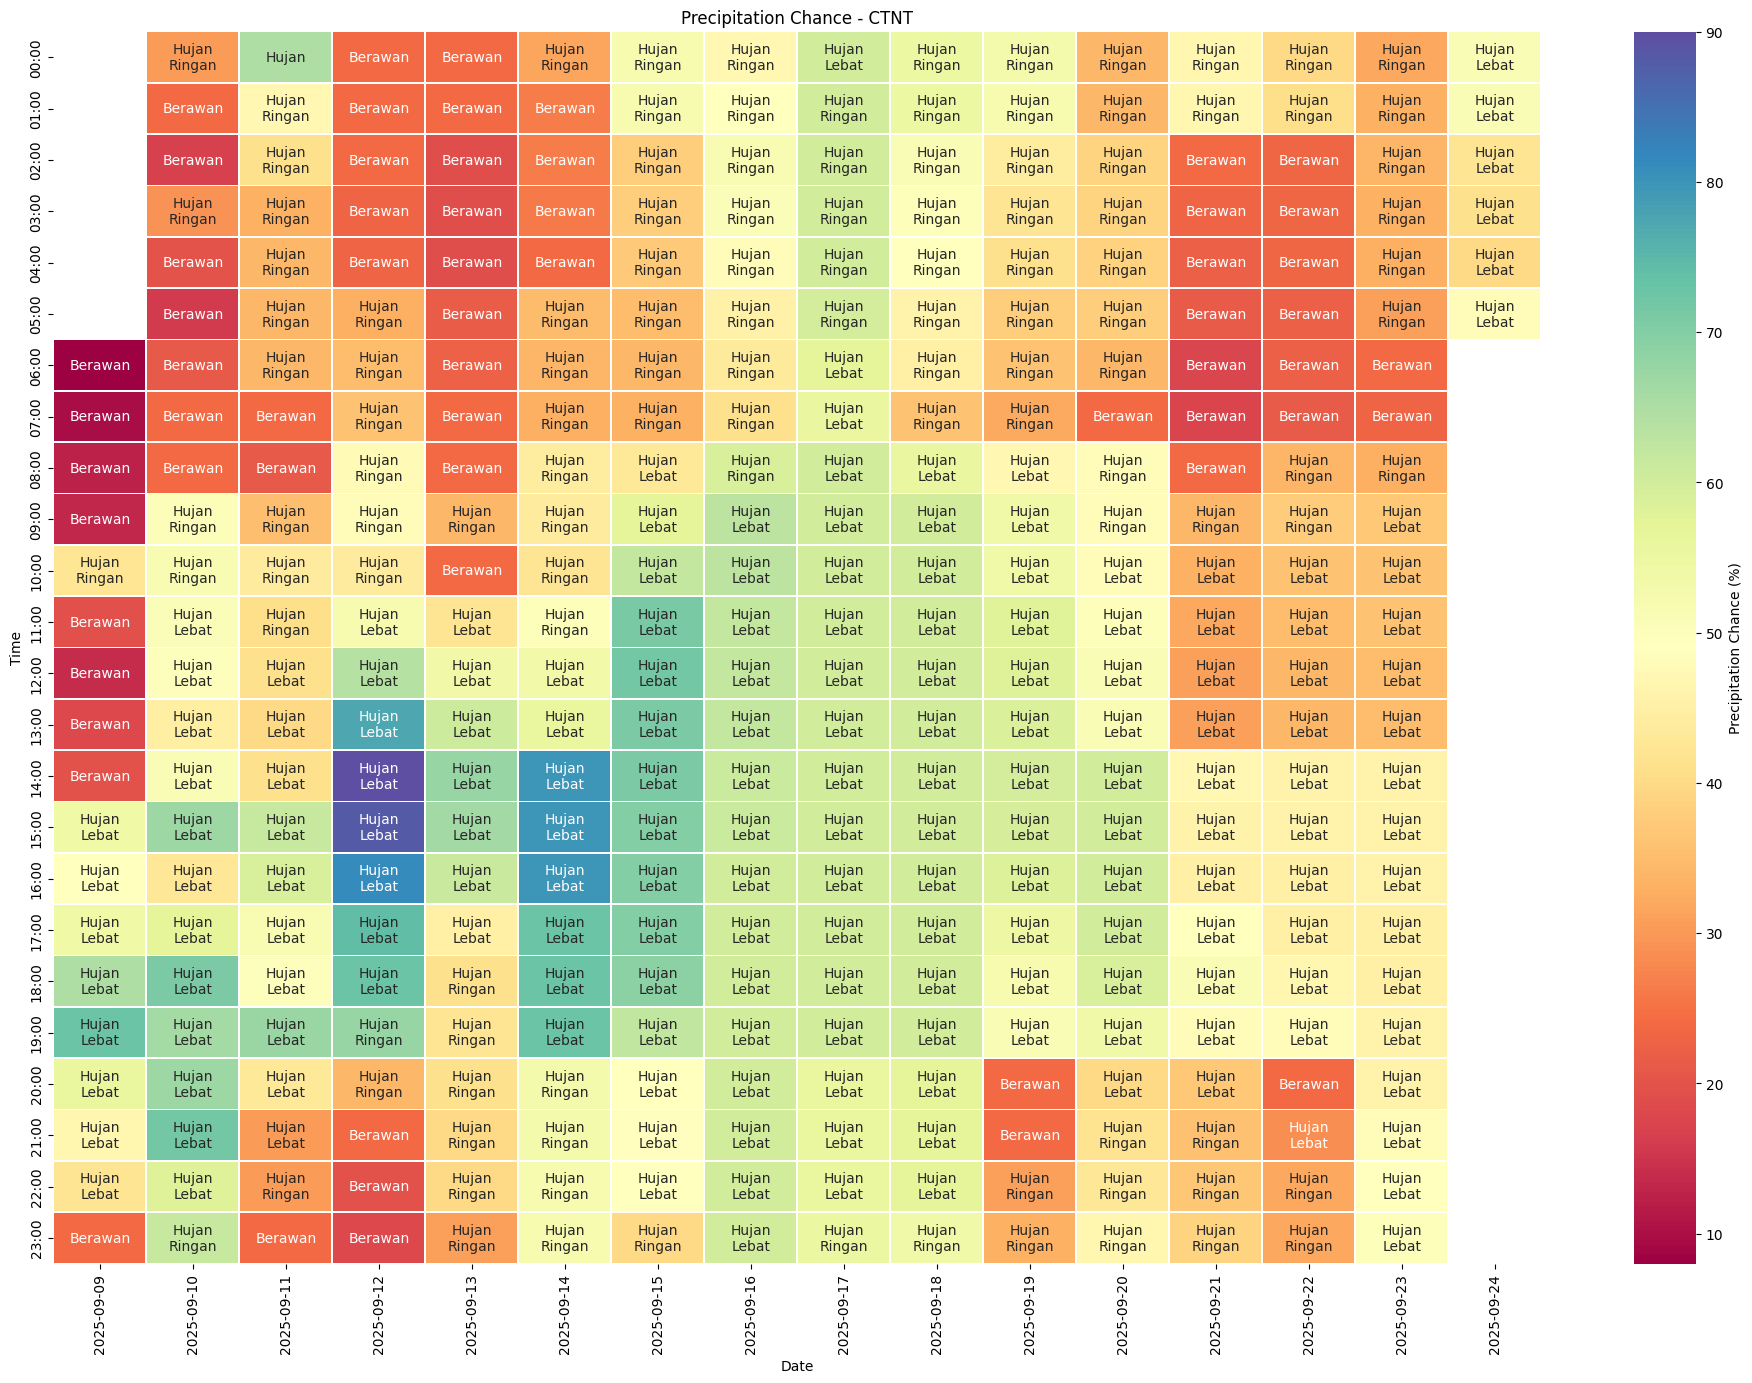 Precipitation Chance - CTNT
00:00 Hujan Ringan Hujan Berawan Berawan Hujan Ringan Hujan Ringan Hujan Ringan Hujan Lebat Hujan Ringan Hujan Ringan Hujan Ringan Hujan Ringan Hujan Ringan Hujan Ringan Hujan Lebat
01:00 Berawan Hujan Ringan Berawan Berawan Berawan Hujan Ringan Hujan Ringan Hujan Ringan Hujan Ringan Hujan Ringan Hujan Ringan Hujan Ringan Hujan Ringan Hujan Ringan Hujan Lebat
02:00 Berawan Hujan Ringan Berawan Berawan Berawan Hujan Ringan Hujan Ringan Hujan Ringan Hujan Ringan Hujan Ringan Hujan Ringan Berawan Berawan Hujan Ringan Hujan Lebat
03:00 Hujan Ringan Hujan Ringan Berawan Berawan Berawan Hujan Ringan Hujan Ringan Hujan Ringan Hujan Ringan Hujan Ringan Hujan Ringan Berawan Berawan Hujan Ringan Hujan Lebat
04:00 Berawan Hujan Ringan Berawan Berawan Berawan Hujan Ringan Hujan Ringan Hujan Ringan Hujan Ringan Hujan Ringan Hujan Ringan Berawan Berawan Hujan Ringan Hujan Lebat
05:00 Berawan Hujan Ringan Hujan Ringan Berawan Hujan Ringan Hujan Ringan Hujan Ringan Hujan Ringan Hujan Ringan Hujan Ringan Hujan Ringan Berawan Berawan Hujan Ringan Hujan Lebat
06:00 Berawan Berawan Hujan Ringan Hujan Ringan Berawan Hujan Ringan Hujan Ringan Hujan Ringan Hujan Lebat Hujan Ringan Hujan Ringan Hujan Ringan Berawan Berawan Berawan
07:00 Berawan Berawan Berawan Hujan Ringan Berawan Hujan Ringan Hujan Ringan Hujan Ringan Hujan Lebat Hujan Ringan Hujan Ringan Berawan Berawan Berawan Berawan
08:00 Berawan Berawan Berawan Hujan Ringan Berawan Hujan Ringan Hujan Lebat Hujan Ringan Hujan Lebat Hujan Lebat Hujan Lebat Hujan Ringan Berawan Hujan Ringan Hujan Ringan
09:00 Berawan Hujan Ringan Hujan Ringan Hujan Ringan Hujan Ringan Hujan Ringan Hujan Lebat Hujan Lebat Hujan Lebat Hujan Lebat Hujan Lebat Hujan Ringan Hujan Ringan Hujan Ringan Hujan Lebat
10:00 Hujan Ringan Hujan Ringan Hujan Ringan Hujan Ringan Berawan Hujan Ringan Hujan Lebat Hujan Lebat Hujan Lebat Hujan Lebat Hujan Lebat Hujan Lebat Hujan Lebat Hujan Lebat Hujan Lebat
11:00 Berawan Hujan Lebat Hujan Ringan Hujan Lebat Hujan Lebat Hujan Ringan Hujan Lebat Hujan Lebat Hujan Lebat Hujan Lebat Hujan Lebat Hujan Lebat Hujan Lebat Hujan Lebat Hujan Lebat
12:00 Berawan Hujan Lebat Hujan Lebat Hujan Lebat Hujan Lebat Hujan Lebat Hujan Lebat Hujan Lebat Hujan Lebat Hujan Lebat Hujan Lebat Hujan Lebat Hujan Lebat Hujan Lebat Hujan Lebat
13:00 Berawan Hujan Lebat Hujan Lebat Hujan Lebat Hujan Lebat Hujan Lebat Hujan Lebat Hujan Lebat Hujan Lebat Hujan Lebat Hujan Lebat Hujan Lebat Hujan Lebat Hujan Lebat Hujan Lebat
14:00 Berawan Hujan Lebat Hujan Lebat Hujan Lebat Hujan Lebat Hujan Lebat Hujan Lebat Hujan Lebat Hujan Lebat Hujan Lebat Hujan Lebat Hujan Lebat Hujan Lebat Hujan Lebat Hujan Lebat
15:00 Hujan Lebat Hujan Lebat Hujan Lebat Hujan Lebat Hujan Lebat Hujan Lebat Hujan Lebat Hujan Lebat Hujan Lebat Hujan Lebat Hujan Lebat Hujan Lebat Hujan Lebat Hujan Lebat Hujan Lebat
16:00 Hujan Lebat Hujan Lebat Hujan Lebat Hujan Lebat Hujan Lebat Hujan Lebat Hujan Lebat Hujan Lebat Hujan Lebat Hujan Lebat Hujan Lebat Hujan Lebat Hujan Lebat Hujan Lebat Hujan Lebat
17:00 Hujan Lebat Hujan Lebat Hujan Lebat Hujan Lebat Hujan Lebat Hujan Lebat Hujan Lebat Hujan Lebat Hujan Lebat Hujan Lebat Hujan Lebat Hujan Lebat Hujan Lebat Hujan Lebat Hujan Lebat
18:00 Hujan Lebat Hujan Lebat Hujan Lebat Hujan Lebat Hujan Ringan Hujan Lebat Hujan Lebat Hujan Lebat Hujan Lebat Hujan Lebat Hujan Lebat Hujan Lebat Hujan Lebat Hujan Lebat Hujan Lebat
19:00 Hujan Lebat Hujan Lebat Hujan Lebat Hujan Ringan Hujan Ringan Hujan Lebat Hujan Lebat Hujan Lebat Hujan Lebat Hujan Lebat Hujan Lebat Hujan Lebat Hujan Lebat Hujan Lebat Hujan Lebat
20:00 Hujan Lebat Hujan Lebat Hujan Lebat Hujan Ringan Hujan Ringan Hujan Ringan Hujan Lebat Hujan Lebat Hujan Lebat Hujan Lebat Berawan Hujan Lebat Hujan Lebat Berawan Hujan Lebat
21:00 Hujan Lebat Hujan Lebat Hujan Lebat Berawan Hujan Ringan Hujan Ringan Hujan Lebat Hujan Lebat Hujan Lebat Hujan Lebat Berawan Hujan Ringan Hujan Ringan Hujan Lebat Hujan Lebat
22:00 Hujan Lebat Hujan Lebat Hujan Ringan Berawan Hujan Ringan Hujan Ringan Hujan Lebat Hujan Lebat Hujan Lebat Hujan Lebat Hujan Ringan Hujan Ringan Hujan Ringan Hujan Ringan Hujan Lebat
23:00 Berawan Hujan Ringan Berawan Berawan Hujan Ringan Hujan Ringan Hujan Ringan Hujan Lebat Hujan Ringan Hujan Ringan Hujan Ringan Hujan Ringan Hujan Ringan Hujan Ringan Hujan Lebat
Time
2025-09-09 2025-09-10 2025-09-11 2025-09-12 2025-09-13 2025-09-14 2025-09-15 2025-09-16 2025-09-17 2025-09-18 2025-09-19 2025-09-20 2025-09-21 2025-09-22 2025-09-23 2025-09-24
Date
90
80
70
60
50
40
30
20
10
Precipitation Chance (%)